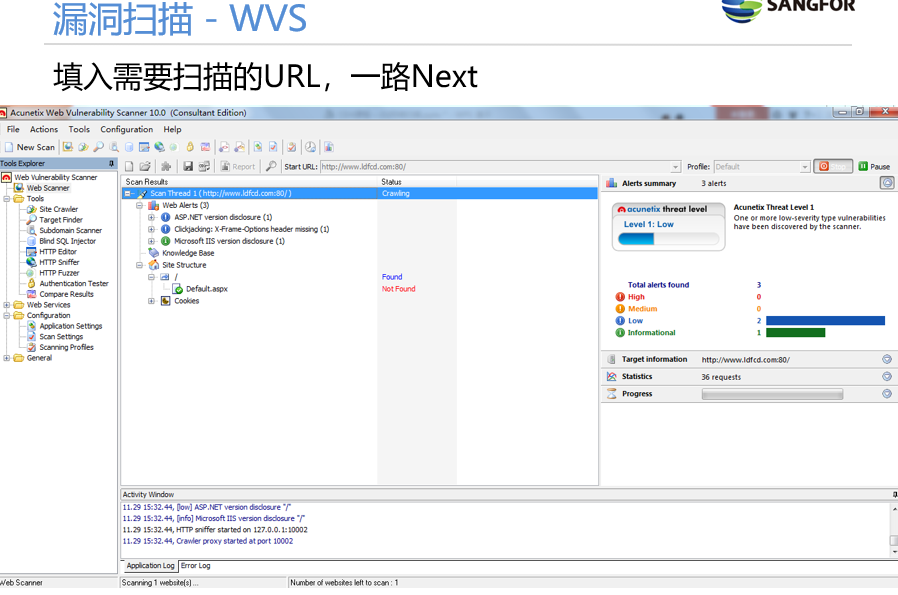 漏洞扫描 - WVS
SANGFOR
填入需要扫描的URL，一路Next
Acunetix Web Vulnerability Scanner 10.0 (Consultant Edition)
File Actions Tools Configuration Help
New Scan
Tools Explorer
Report
Start URL: http://www.ldfcd.com:80/
Profile: Default
Pause
Web Vulnerability Scanner
Web Scanner
Tools
Site Crawler
Target Finder
Subdomain Scanner
Blind SQL Injector
HTTP Editor
HTTP Sniffer
HTTP Fuzzer
Authentication Tester
Compare Results
Web Services
Configuration
Application Settings
Scan Settings
Scanning Profiles
General
Scan Results Status
Scan Thread 1 ( http://www.ldfcd.com:80/ ) Crawling
Web Alerts (3)
ASP.NET version disclosure (1)
Clickjacking: X-Frame-Options header missing (1)
Microsoft IIS version disclosure (1)
Knowledge Base
Site Structure
/ Found
Default.aspx Not Found
Cookies
Alerts summary 3 alerts
acunetix threat level
Level 1: Low
Acunetix Threat Level 1
One or more low-severity type vulnerabilities
have been discovered by the scanner.
Total alerts found 3
High 0
Medium 0
Low 2
Informational 1
Target information http://www.ldfcd.com:80/
Statistics 36 requests
Progress
Activity Window
11.29 15:32.44, [low] ASP.NET version disclosure "/"
11.29 15:32.44, [info] Microsoft IIS version disclosure "/"
11.29 15:32.44, HTTP sniffer started on 127.0.0.1:10002
11.29 15:32.44, Crawler proxy started at port 10002
Application Log Error Log
Web Scanner
Scanning 1 website(s) ...
Number of websites left to scan : 1